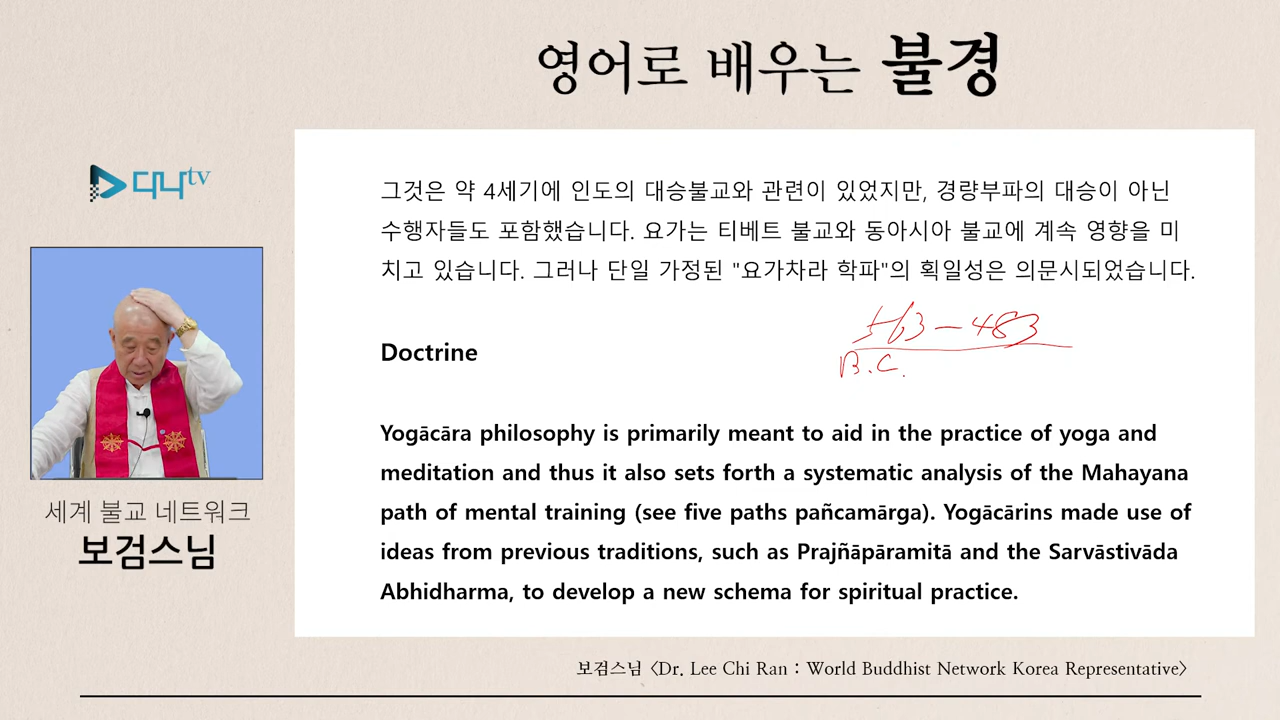 영어로 배우는 불경
디나tv
그것은 약 4세기에 인도의 대승불교와 관련이 있었지만, 경량부파의 대승이 아닌
수행자들도 포함했습니다. 요가는 티베트 불교와 동아시아 불교에 계속 영향을 미
치고 있습니다. 그러나 단일 가정된 "요가차라 학파"의 획일성은 의문시되었습니다.
563 - 483
B.C.
Doctrine
Yogācāra philosophy is primarily meant to aid in the practice of yoga and
meditation and thus it also sets forth a systematic analysis of the Mahayana
path of mental training (see five paths pañcamārga). Yogācārins made use of
ideas from previous traditions, such as Prajñāpāramitā and the Sarvāstivāda
Abhidharma, to develop a new schema for spiritual practice.
세계 불교 네트워크
보검스님
보검스님 <Dr. Lee Chi Ran : World Buddhist Network Korea Representative>